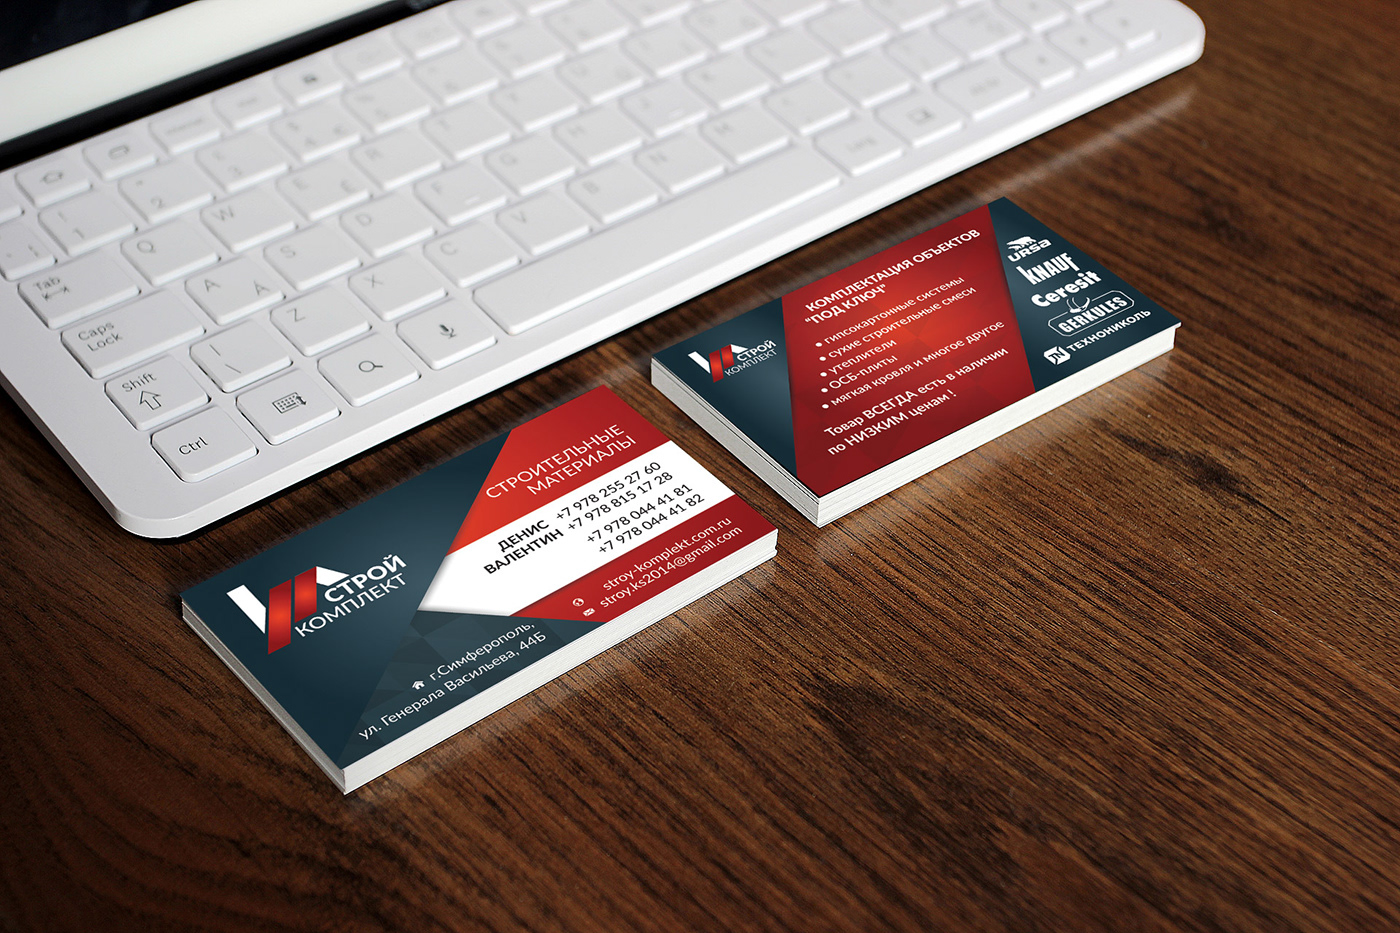 Q
W
E
R
T
A
S
D
F
G
Z
X
C
V
B
N
M
Tab
Caps
Lock
Shift
Ctrl
СТРОЙ
КОМПЛЕКТ
СТРОИТЕЛЬНЫЕ
МАТЕРИАЛЫ
ДЕНИС +7 978 255 27 60
ВАЛЕНТИН +7 978 815 17 28
+7 978 044 41 81
+7 978 044 41 82
stroy-komplekt.com.ru
stroy.ks2014@gmail.com
г.Симферополь,
ул. Генерала Васильева, 44Б
СТРОЙ
КОМПЛЕКТ
КОМПЛЕКТАЦИЯ ОБЪЕКТОВ
"ПОД КЛЮЧ"
• гипсокартонные системы
• сухие строительные смеси
• утеплители
• ОСБ-плиты
• мягкая кровля и многое другое
Товар ВСЕГДА есть в наличии
по НИЗКИМ ценам !
URSA
KNAUF
Ceresit
GERKULES
ТЕХНОНИКОЛЬ